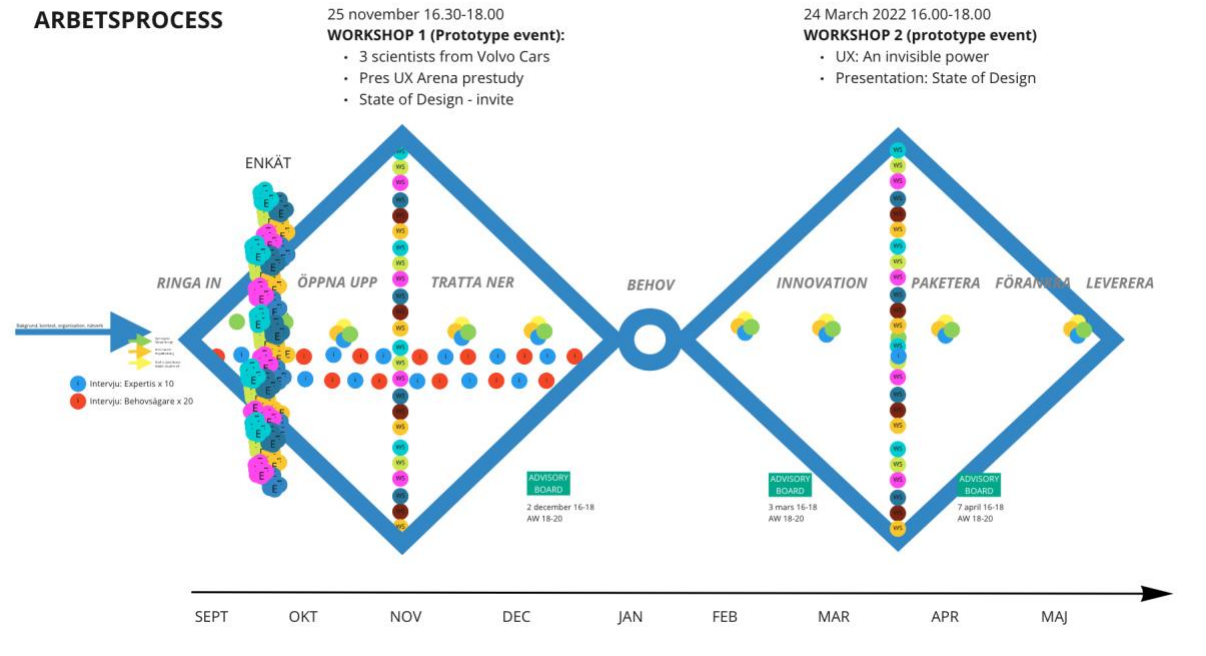 ARBETSPROCESS
25 november 16.30-18.00
WORKSHOP 1 (Prototype event):
• 3 scientists from Volvo Cars
• Pres UX Arena prestudy
• State of Design - invite
24 March 2022 16.00-18.00
WORKSHOP 2 (prototype event)
• UX: An invisible power
• Presentation: State of Design
ENKÄT
RINGA IN
ÖPPNA UPP
TRATTA NER
BEHOV
INNOVATION
PAKETERA
FÖRANKRA
LEVERERA
Intervju: Expertis x 10
Intervju: Behovsägare x 20
ADVISORY
BOARD
2 december 16-18
AW 18-20
ADVISORY
BOARD
3 mars 16-18
AW 18-20
ADVISORY
BOARD
7 april 16-18
AW 18-20
SEPT
OKT
NOV
DEC
JAN
FEB
MAR
APR
MAJ